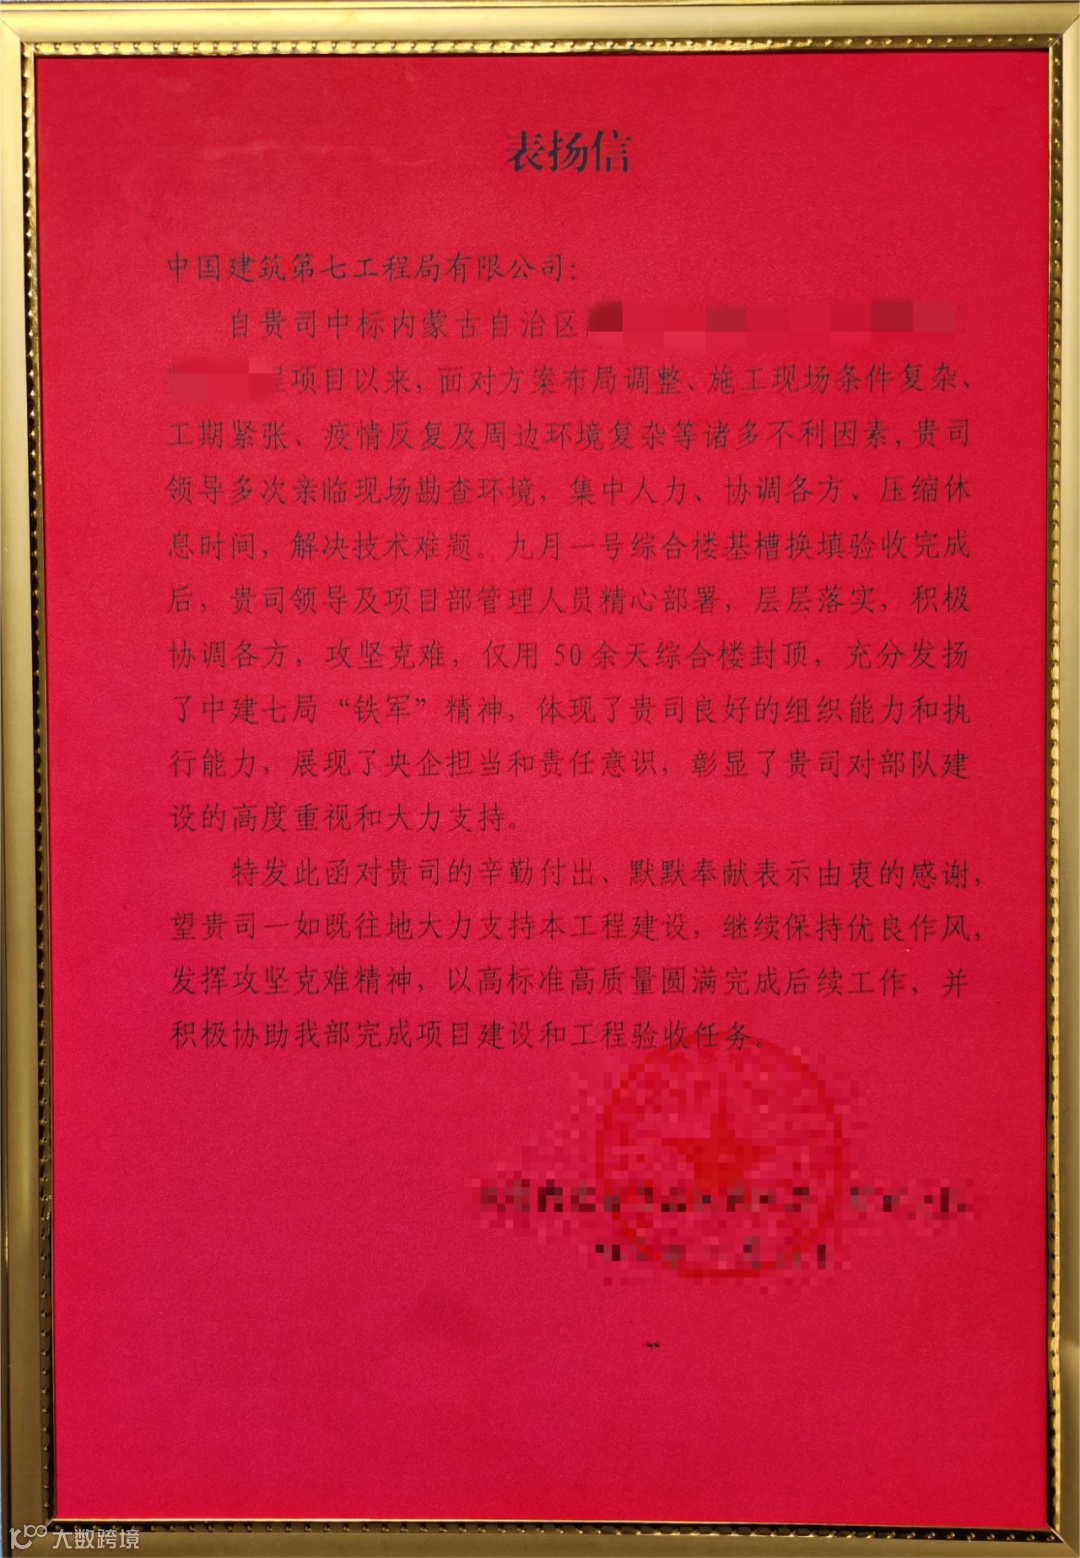 表扬信
中国建筑第七工程局有限公司：
自贵司中标内蒙古自治区
程项目以来，面对方案布局调整、施工现场条件复杂、
工期紧张、疫情反复及周边环境复杂等诸多不利因素，贵司
领导多次亲临现场勘查环境，集中人力、协调各方、压缩休
息时间，解决技术难题。九月一号综合楼基槽换填验收完成
后，贵司领导及项目部管理人员精心部署，层层落实，积极
协调各方，攻坚克难，仅用 50 余天综合楼封顶，充分发扬
了中建七局“铁军”精神，体现了贵司良好的组织能力和执
行能力，展现了央企担当和责任意识，彰显了贵司对部队建
设的高度重视和大力支持。
特发此函对贵司的辛勤付出、默默奉献表示由衷的感谢，
望贵司一如既往地大力支持本工程建设，继续保持优良作风，
发挥攻坚克难精神，以高标准高质量圆满完成后续工作，并
积极协助我部完成项目建设和工程验收任务。
大数跨境